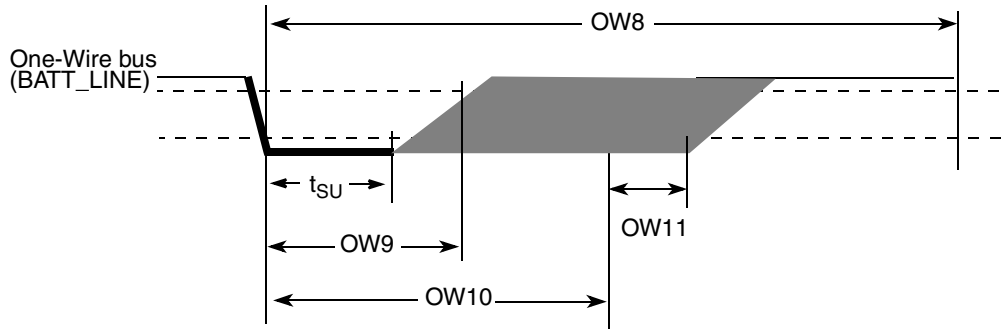 OW8
One-Wire bus
(BATT_LINE)
tSU
OW11
OW9
OW10